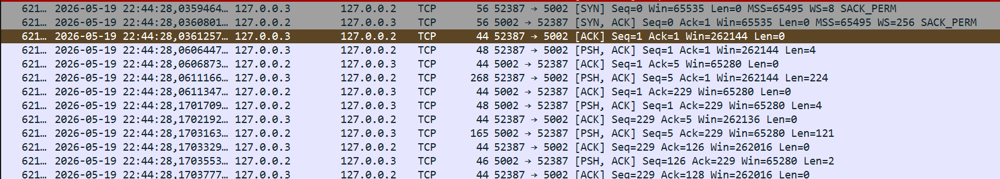 621… 2026-05-19 22:44:28,0359464… 127.0.0.3 127.0.0.2 TCP 56 52387 → 5002 [SYN] Seq=0 Win=65535 Len=0 MSS=65495 WS=8 SACK_PERM
621… 2026-05-19 22:44:28,0360801… 127.0.0.2 127.0.0.3 TCP 56 5002 → 52387 [SYN, ACK] Seq=0 Ack=1 Win=65535 Len=0 MSS=65495 WS=256 SACK_PERM
621… 2026-05-19 22:44:28,0361257… 127.0.0.3 127.0.0.2 TCP 44 52387 → 5002 [ACK] Seq=1 Ack=1 Win=262144 Len=0
621… 2026-05-19 22:44:28,0606447… 127.0.0.3 127.0.0.2 TCP 48 52387 → 5002 [PSH, ACK] Seq=1 Ack=1 Win=262144 Len=4
621… 2026-05-19 22:44:28,0606873… 127.0.0.2 127.0.0.3 TCP 44 5002 → 52387 [ACK] Seq=1 Ack=5 Win=65280 Len=0
621… 2026-05-19 22:44:28,0611166… 127.0.0.3 127.0.0.2 TCP 268 52387 → 5002 [PSH, ACK] Seq=5 Ack=1 Win=262144 Len=224
621… 2026-05-19 22:44:28,0611347… 127.0.0.2 127.0.0.3 TCP 44 5002 → 52387 [ACK] Seq=1 Ack=229 Win=65280 Len=0
621… 2026-05-19 22:44:28,1701709… 127.0.0.2 127.0.0.3 TCP 48 5002 → 52387 [PSH, ACK] Seq=1 Ack=229 Win=65280 Len=4
621… 2026-05-19 22:44:28,1702192… 127.0.0.3 127.0.0.2 TCP 44 52387 → 5002 [ACK] Seq=229 Ack=5 Win=262136 Len=0
621… 2026-05-19 22:44:28,1703163… 127.0.0.2 127.0.0.3 TCP 165 5002 → 52387 [PSH, ACK] Seq=5 Ack=229 Win=65280 Len=121
621… 2026-05-19 22:44:28,1703329… 127.0.0.3 127.0.0.2 TCP 44 52387 → 5002 [ACK] Seq=229 Ack=126 Win=262016 Len=0
621… 2026-05-19 22:44:28,1703553… 127.0.0.2 127.0.0.3 TCP 46 5002 → 52387 [PSH, ACK] Seq=126 Ack=229 Win=65280 Len=2
621… 2026-05-19 22:44:28,1703777… 127.0.0.3 127.0.0.2 TCP 44 52387 → 5002 [ACK] Seq=229 Ack=128 Win=262016 Len=0